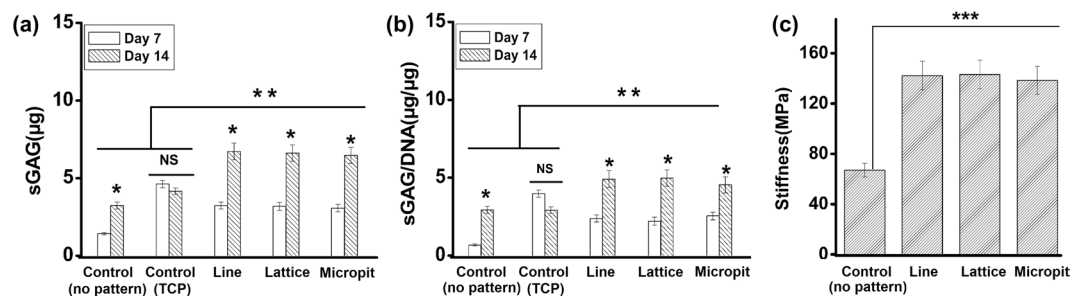 (a)
Day 7
Day 14
sGAG(µg)
15
10
5
0
**
NS
*
*
*
*
Control
(no pattern)
Control
(TCP)
Line
Lattice
Micropit
(b)
Day 7
Day 14
sGAG/DNA(µg/µg)
15
10
5
0
**
NS
*
*
*
*
Control
(no pattern)
Control
(TCP)
Line
Lattice
Micropit
(c)
Stiffness(MPa)
160
120
80
40
0
***
Control
(no pattern)
Line
Lattice
Micropit